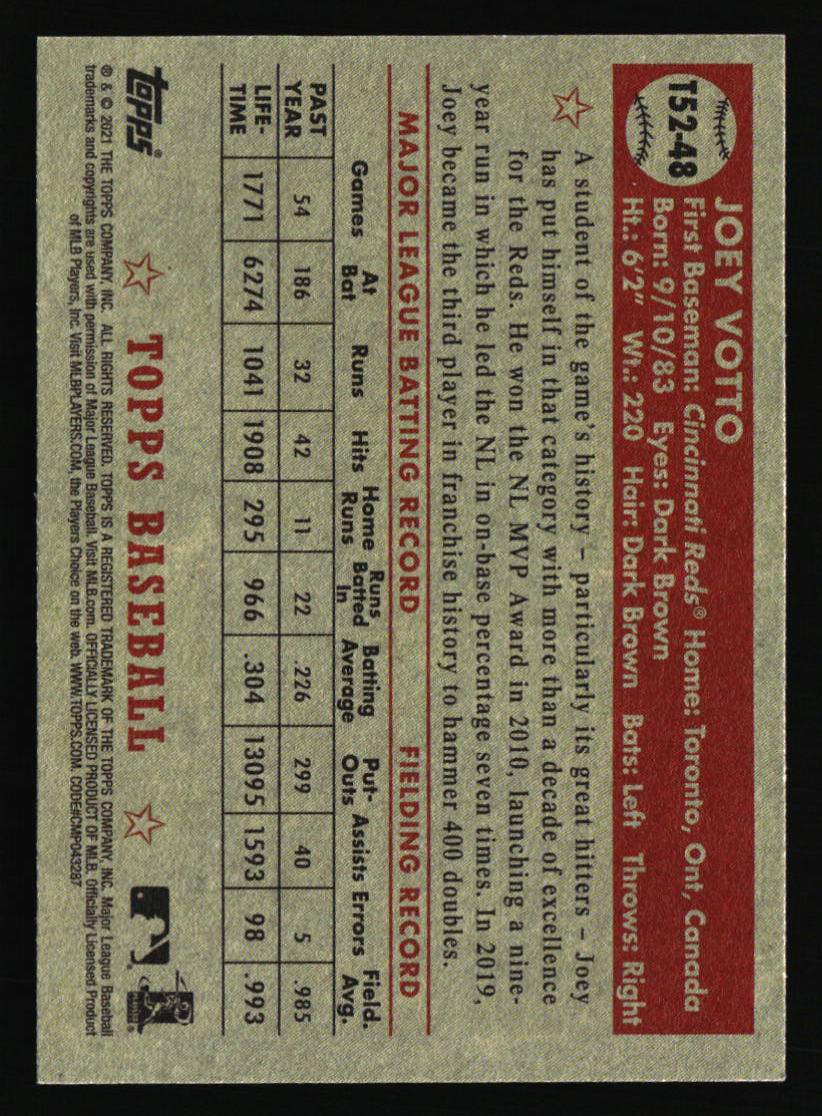 T52-48
JOEY VOTTO
First Baseman: Cincinnati Reds® Home: Toronto, Ont, Canada
Born: 9/10/83 Eyes: Dark Brown
Ht.: 6'2" Wt.: 220 Hair: Dark Brown Bats: Left Throws: Right
A student of the game's history – particularly its great hitters – Joey
has put himself in that category with more than a decade of excellence
for the Reds. He won the NL MVP Award in 2010, launching a nine-
year run in which he led the NL in on-base percentage seven times. In 2019,
Joey became the third player in franchise history to hammer 400 doubles.
MAJOR LEAGUE BATTING RECORD FIELDING RECORD
Games At Bat Runs Hits Home Runs Runs Batted In Batting Average Put-Outs Assists Errors Field. Avg.
PAST YEAR 54 186 32 42 11 22 .226 299 40 5 .985
LIFE-TIME 1771 6274 1041 1908 295 966 .304 13095 1593 98 .993
topps® TOPPS BASEBALL
® & © 2021 THE TOPPS COMPANY, INC. ALL RIGHTS RESERVED. TOPPS IS A REGISTERED TRADEMARK OF THE TOPPS COMPANY, INC. Major League Baseball
trademarks and copyrights are used with permission of Major League Baseball. Visit MLB.com. OFFICIALLY LICENSED PRODUCT OF MLB. Officially Licensed Product
of MLB Players, Inc. Visit MLBPLAYERS.COM, the Players Choice on the web. WWW.TOPPS.COM. CODE#CMP043287